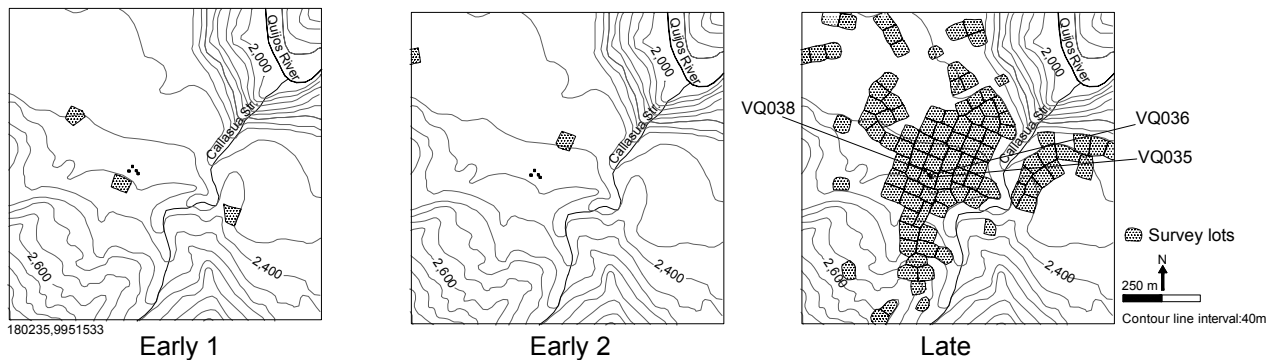 Quijos River
2,000
Callasua Str.
2,600
2,400
180235,9951533
Early 1
Quijos River
2,000
Callasua Str.
2,600
2,400
Early 2
Quijos River
2,000
Callasua Str.
VQ038
VQ036
VQ035
2,600
2,400
Late
Survey lots
N
250 m
Contour line interval:40m